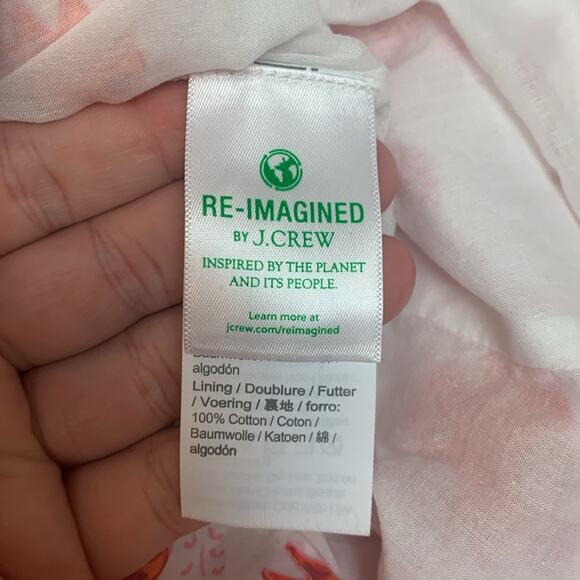 RE-IMAGINED
BY J.CREW
INSPIRED BY THE PLANET
AND ITS PEOPLE.
Learn more at
jcrew.com/reimagined
algodón
Lining / Doublure / Futter
/ Voering / 裏地 / forro:
100% Cotton / Coton /
Baumwolle / Katoen / 綿 /
algodón